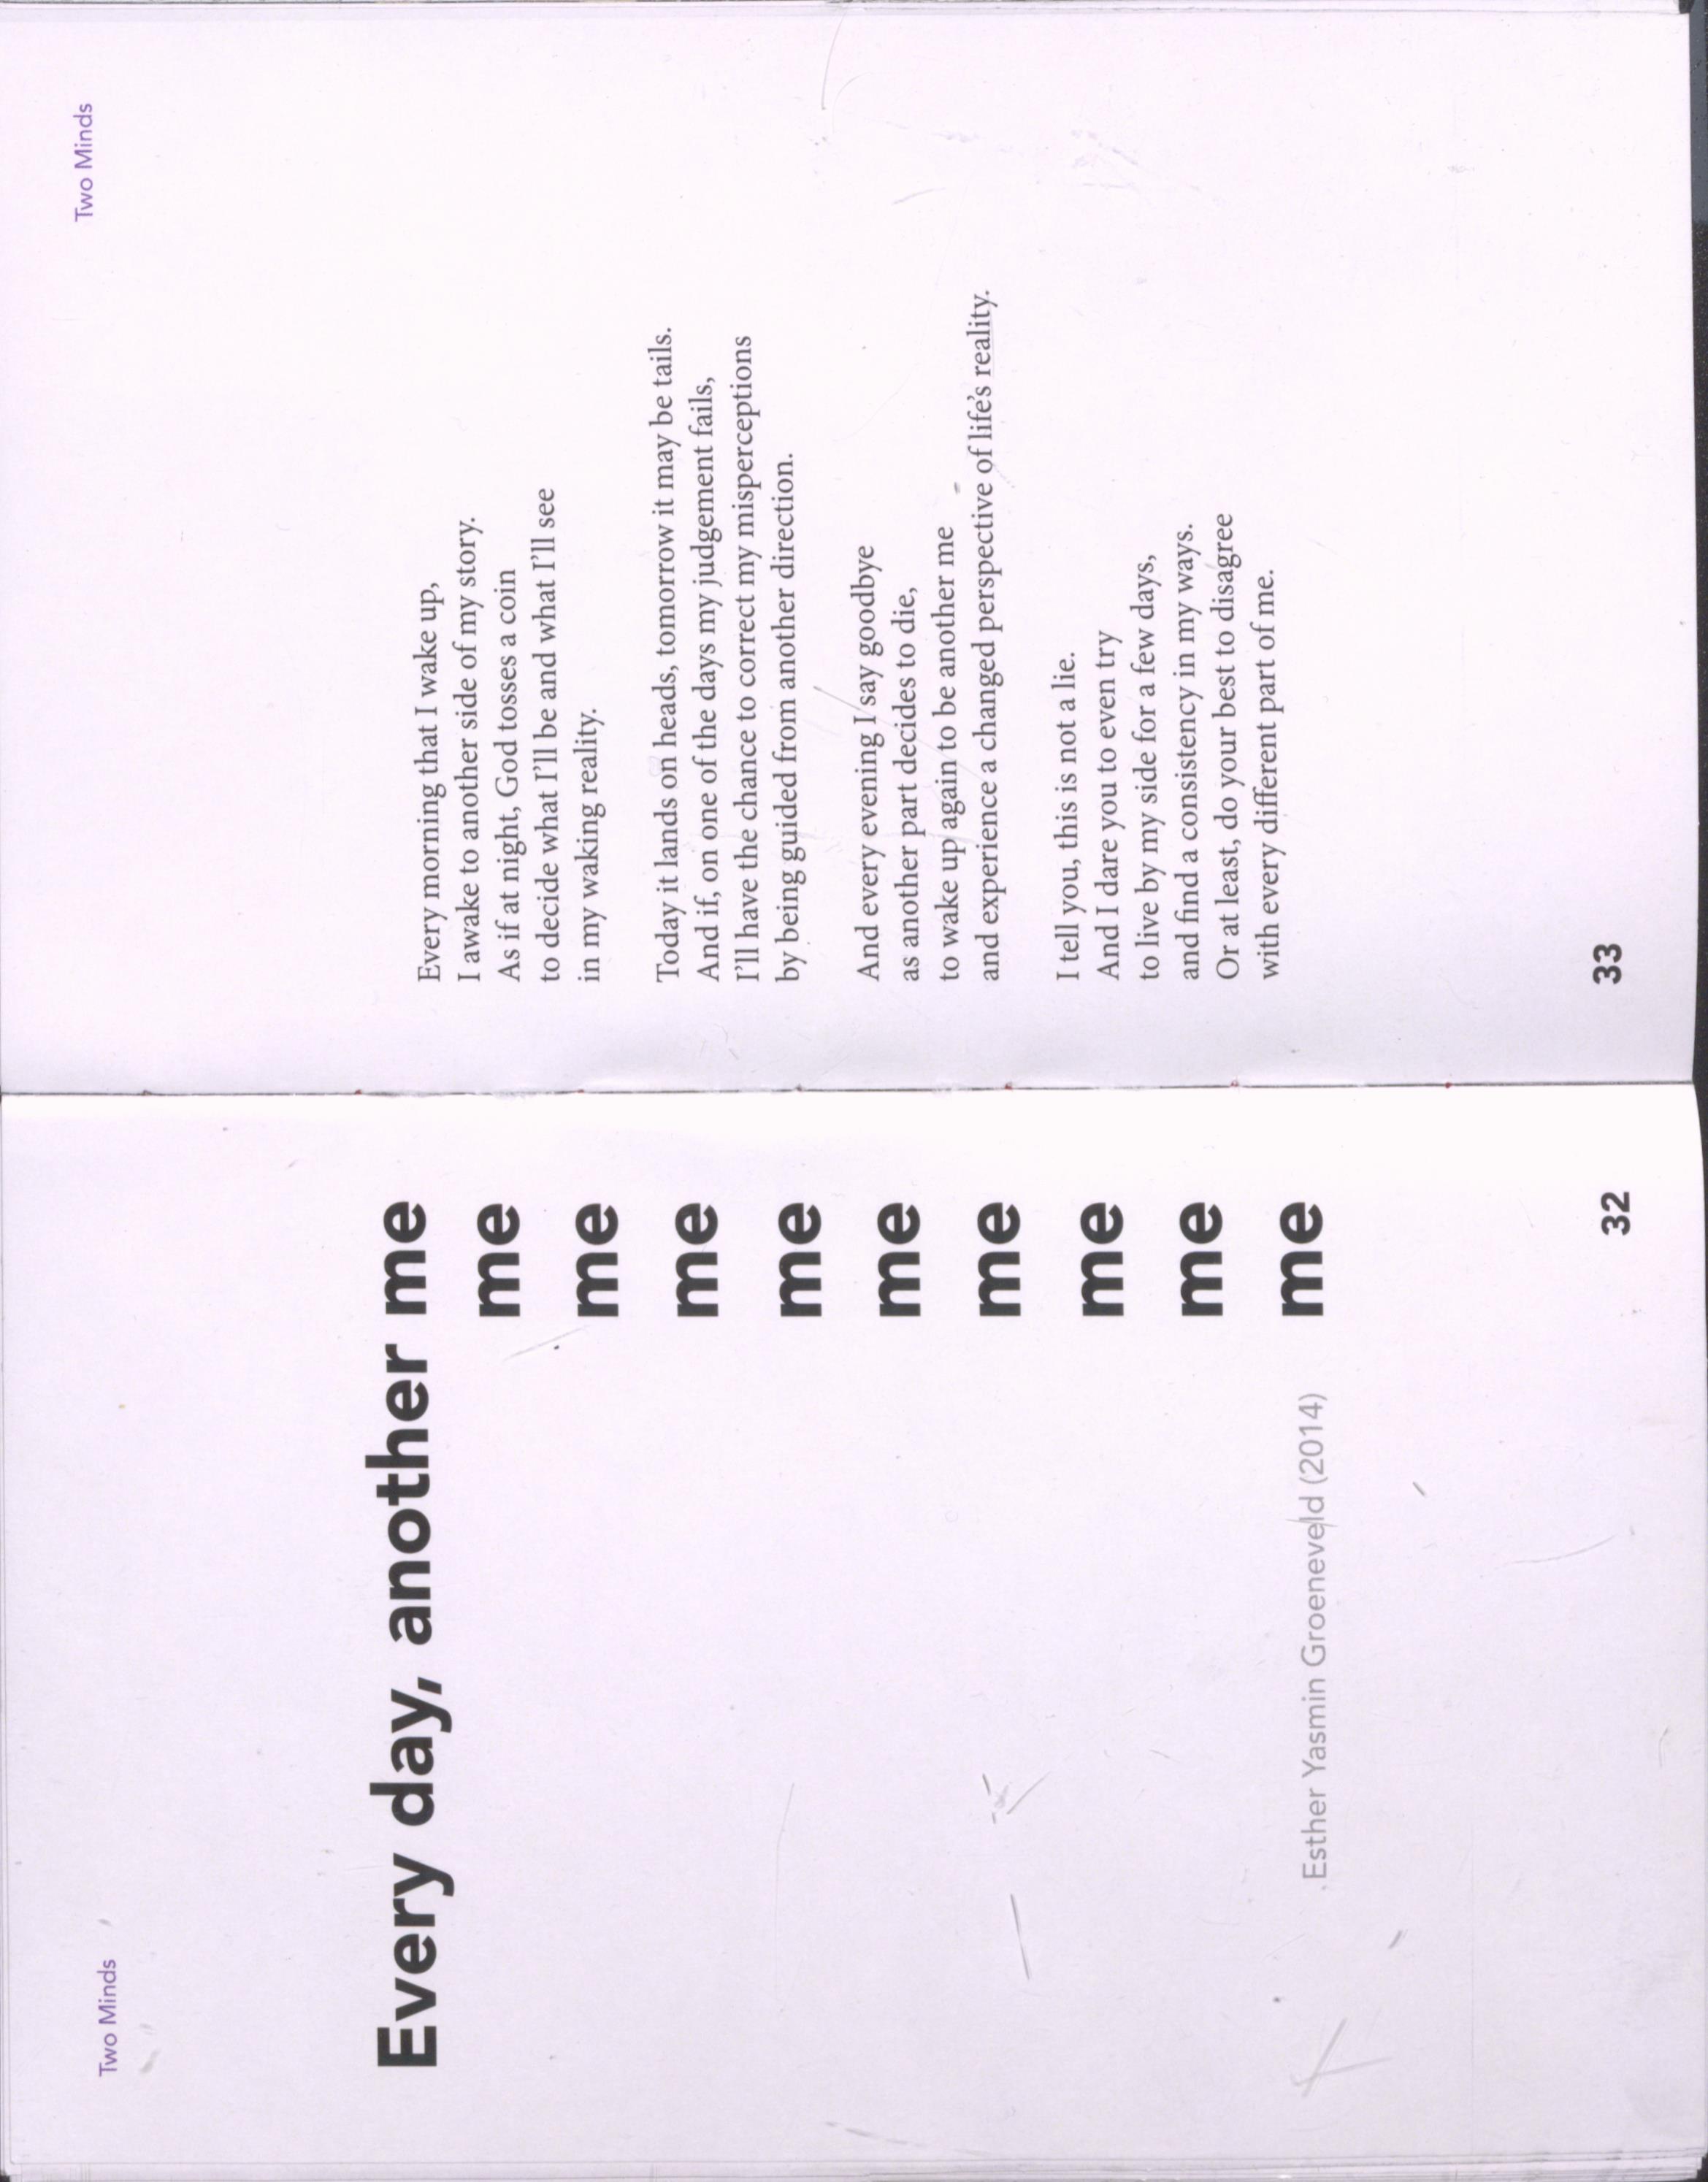 Two Minds
Every day, another me
me
me
me
me
me
me
me
me
me
Esther Yasmin Groeneveld (2014)
32
Two Minds
Every morning that I wake up,
I awake to another side of my story.
As if at night, God tosses a coin
to decide what I’ll be and what I’ll see
in my waking reality.
Today it lands on heads, tomorrow it may be tails.
And if, on one of the days my judgement fails,
I’ll have the chance to correct my misperceptions
by being guided from another direction.
And every evening I say goodbye
as another part decides to die,
to wake up again to be another me
and experience a changed perspective of life’s reality.
I tell you, this is not a lie.
And I dare you to even try
to live by my side for a few days,
and find a consistency in my ways.
Or at least, do your best to disagree
with every different part of me.
33